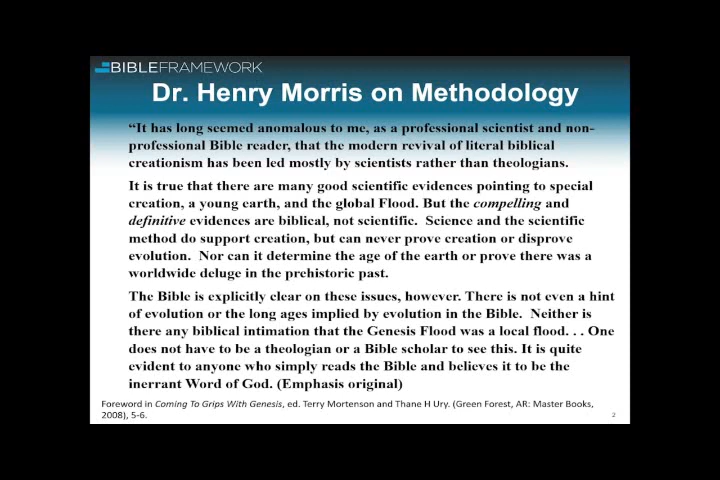 BIBLEFRAMEWORK
Dr. Henry Morris on Methodology
“It has long seemed anomalous to me, as a professional scientist and non-
professional Bible reader, that the modern revival of literal biblical
creationism has been led mostly by scientists rather than theologians.
It is true that there are many good scientific evidences pointing to special
creation, a young earth, and the global Flood. But the compelling and
definitive evidences are biblical, not scientific. Science and the scientific
method do support creation, but can never prove creation or disprove
evolution. Nor can it determine the age of the earth or prove there was a
worldwide deluge in the prehistoric past.
The Bible is explicitly clear on these issues, however. There is not even a hint
of evolution or the long ages implied by evolution in the Bible. Neither is
there any biblical intimation that the Genesis Flood was a local flood. . . One
does not have to be a theologian or a Bible scholar to see this. It is quite
evident to anyone who simply reads the Bible and believes it to be the
inerrant Word of God. (Emphasis original)
Foreword in Coming To Grips With Genesis, ed. Terry Mortenson and Thane H Ury. (Green Forest, AR: Master Books,
2008), 5-6.
2